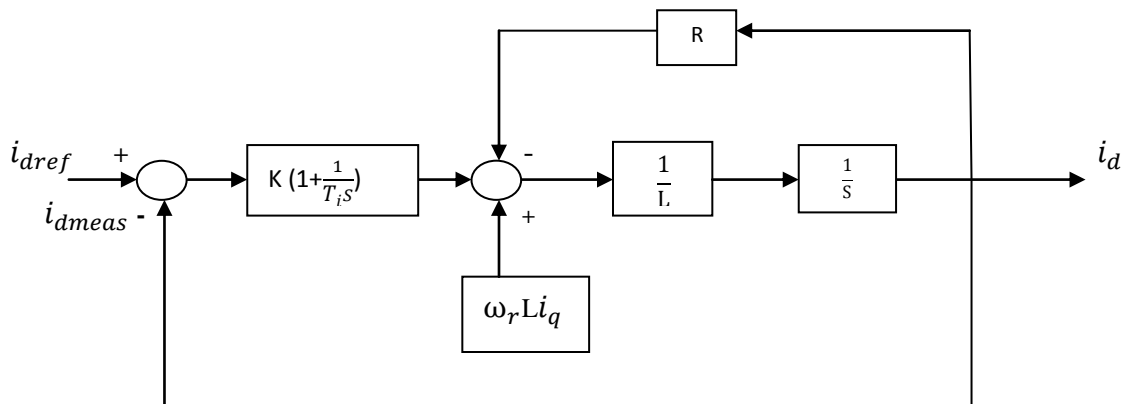 R
i_dref + K (1+1/T_i s) - 1/L 1/S i_d
i_dmeas - +
ω_r L i_q